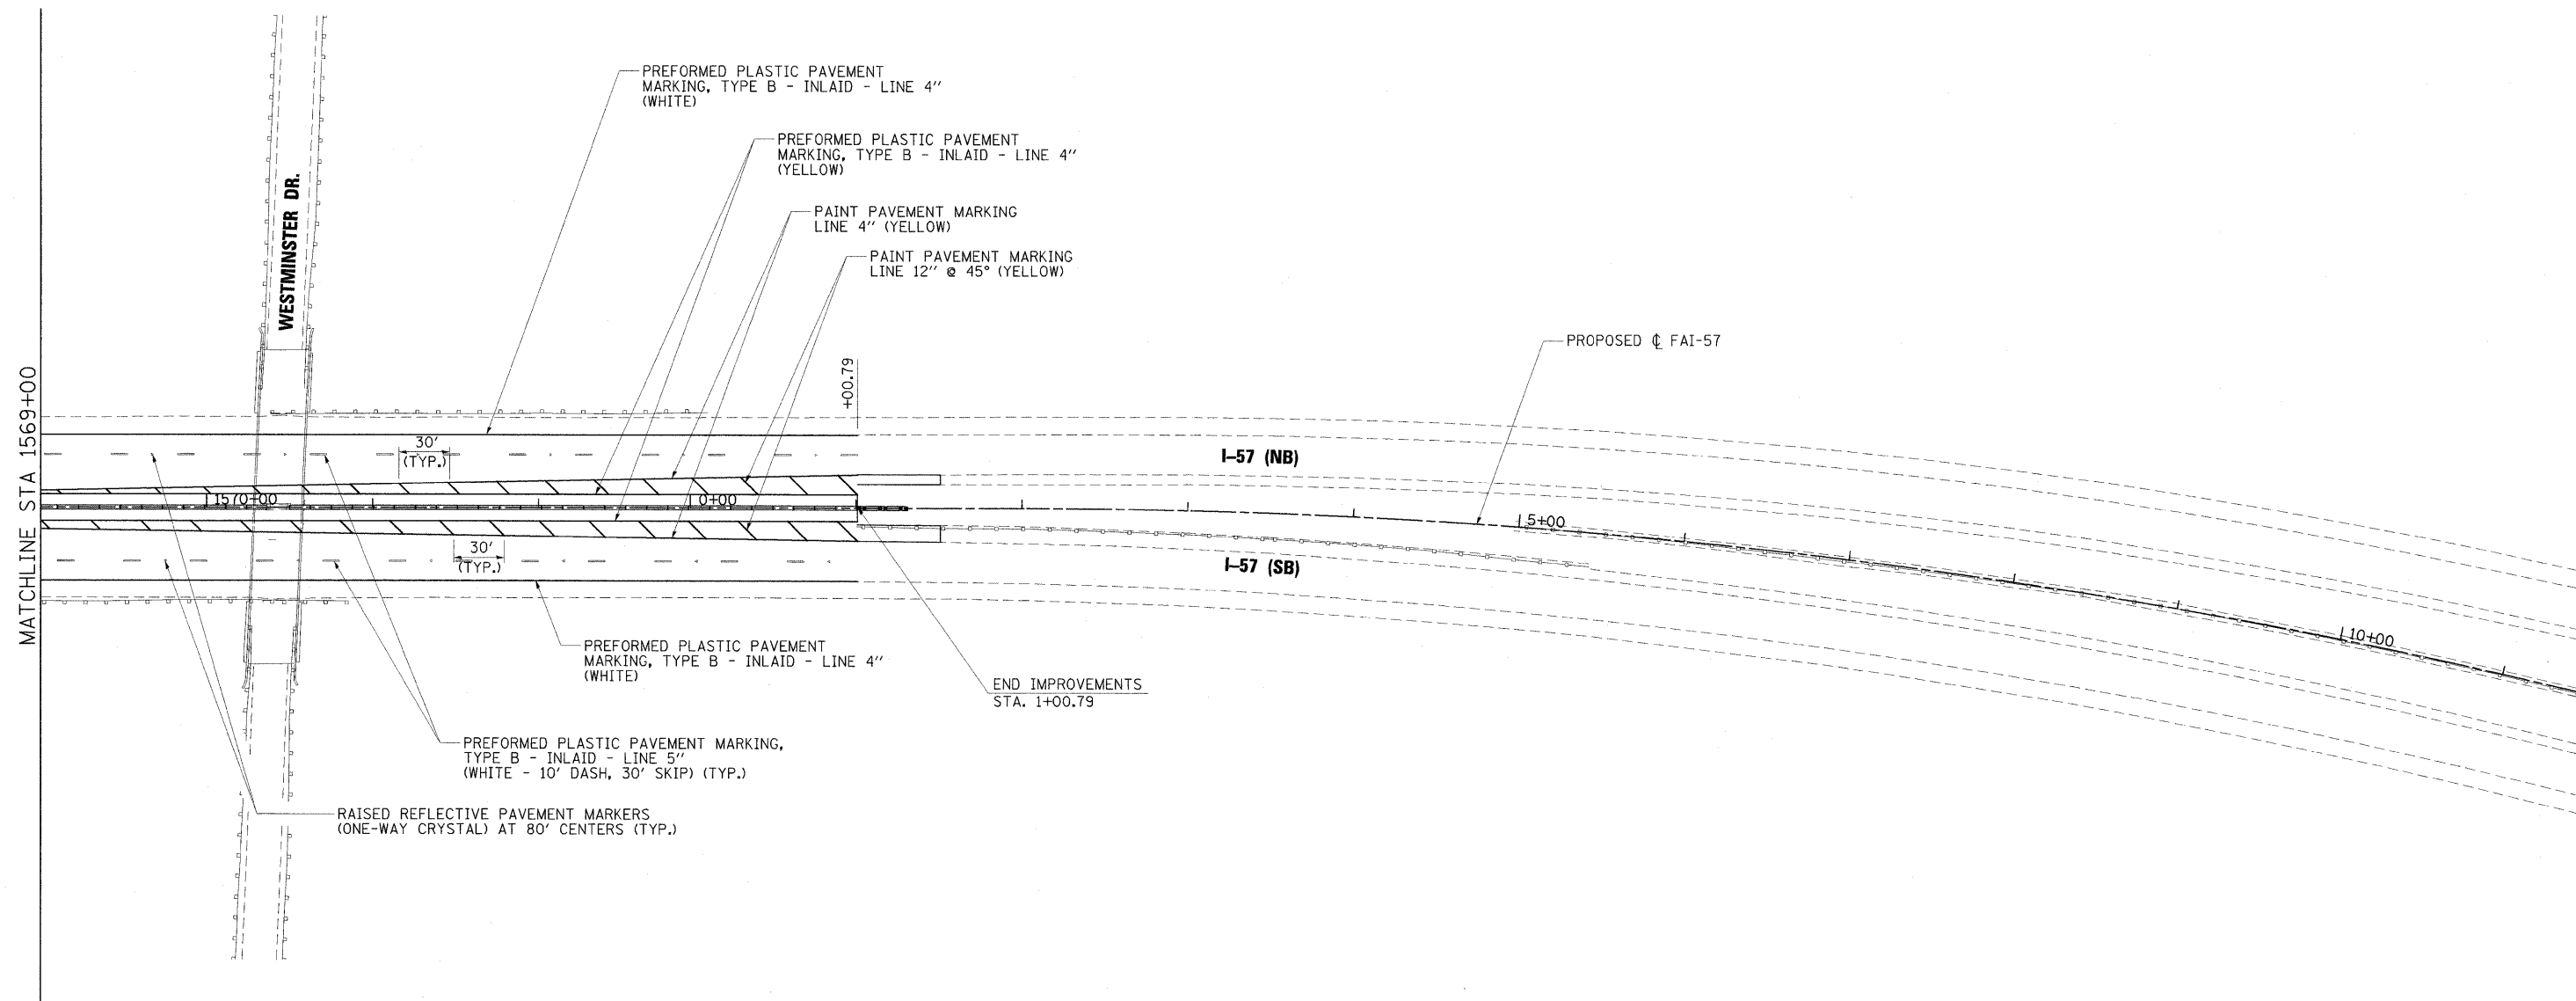 PREFORMED PLASTIC PAVEMENT
MARKING, TYPE B - INLAID - LINE 4"
(WHITE)
PREFORMED PLASTIC PAVEMENT
MARKING, TYPE B - INLAID - LINE 4"
(YELLOW)
PAINT PAVEMENT MARKING
LINE 4" (YELLOW)
PAINT PAVEMENT MARKING
LINE 12" @ 45° (YELLOW)
WESTMINSTER DR.
MATCHLINE STA 1569+00
+00.79
PROPOSED ℄ FAI-57
30'
(TYP.)
I-57 (NB)
1570+00
0+00
5+00
30'
(TYP.)
I-57 (SB)
10+00
PREFORMED PLASTIC PAVEMENT
MARKING, TYPE B - INLAID - LINE 4"
(WHITE)
END IMPROVEMENTS
STA. 1+00.79
PREFORMED PLASTIC PAVEMENT MARKING,
TYPE B - INLAID - LINE 5"
(WHITE - 10' DASH, 30' SKIP) (TYP.)
RAISED REFLECTIVE PAVEMENT MARKERS
(ONE-WAY CRYSTAL) AT 80' CENTERS (TYP.)